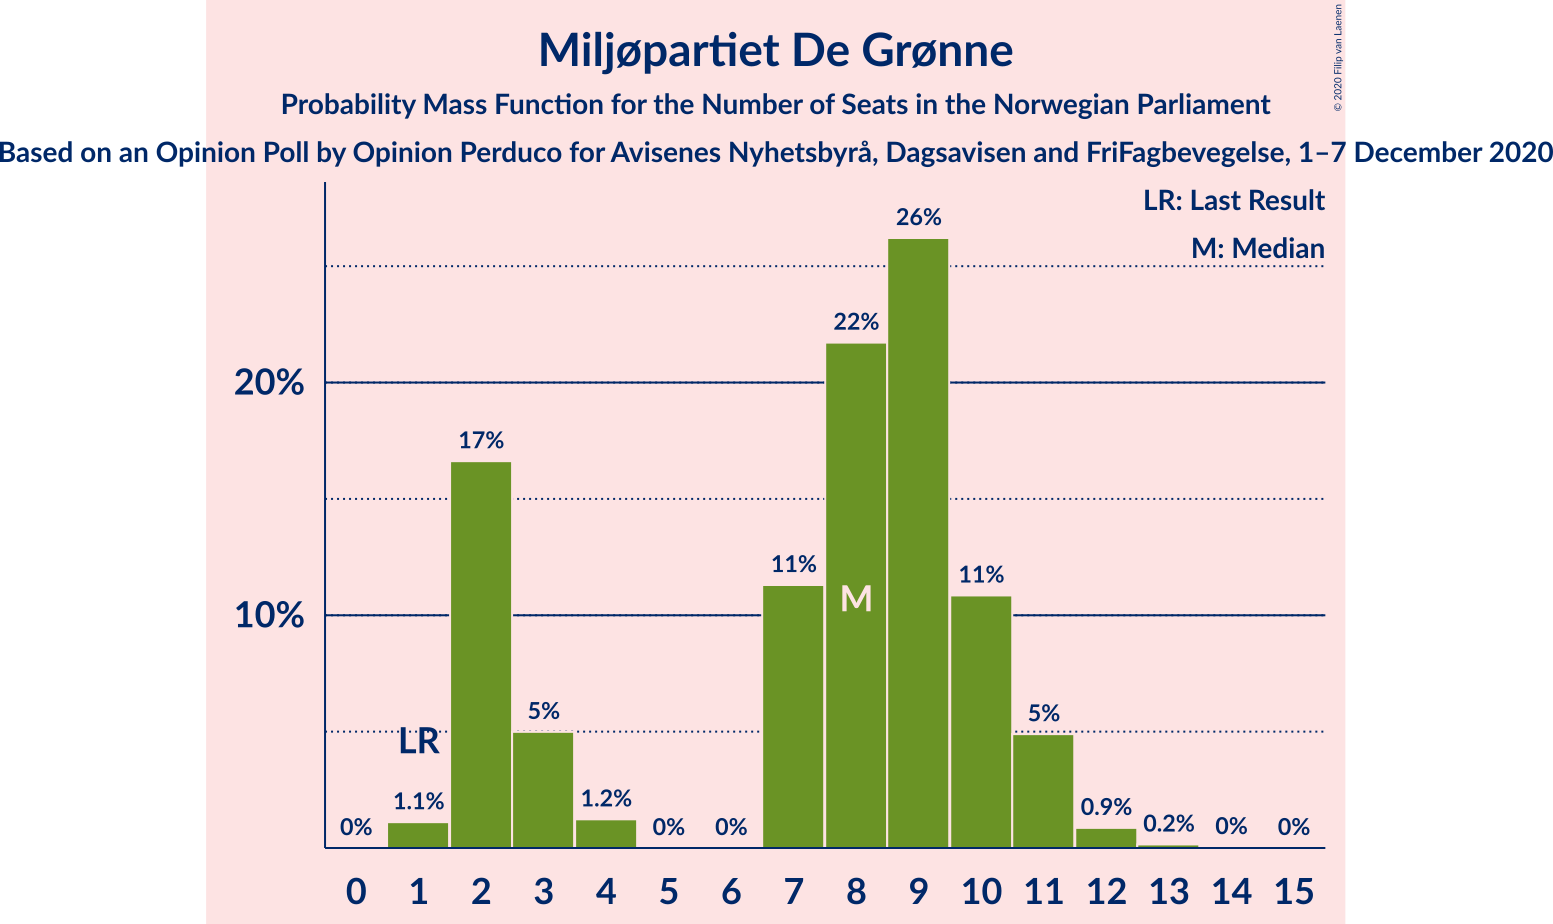 Miljøpartiet De Grønne
Probability Mass Function for the Number of Seats in the Norwegian Parliament
Based on an Opinion Poll by Opinion Perduco for Avisenes Nyhetsbyrå, Dagsavisen and FriFagbevegelse, 1–7 December 2020
© 2020 Filip van Laenen
LR: Last Result
M: Median
26%
22%
20%
17%
11%
11%
M
10%
5%
5%
LR
1.1%
1.2%
0.9%
0.2%
0%
0%
0%
0%
0%
0 1 2 3 4 5 6 7 8 9 10 11 12 13 14 15